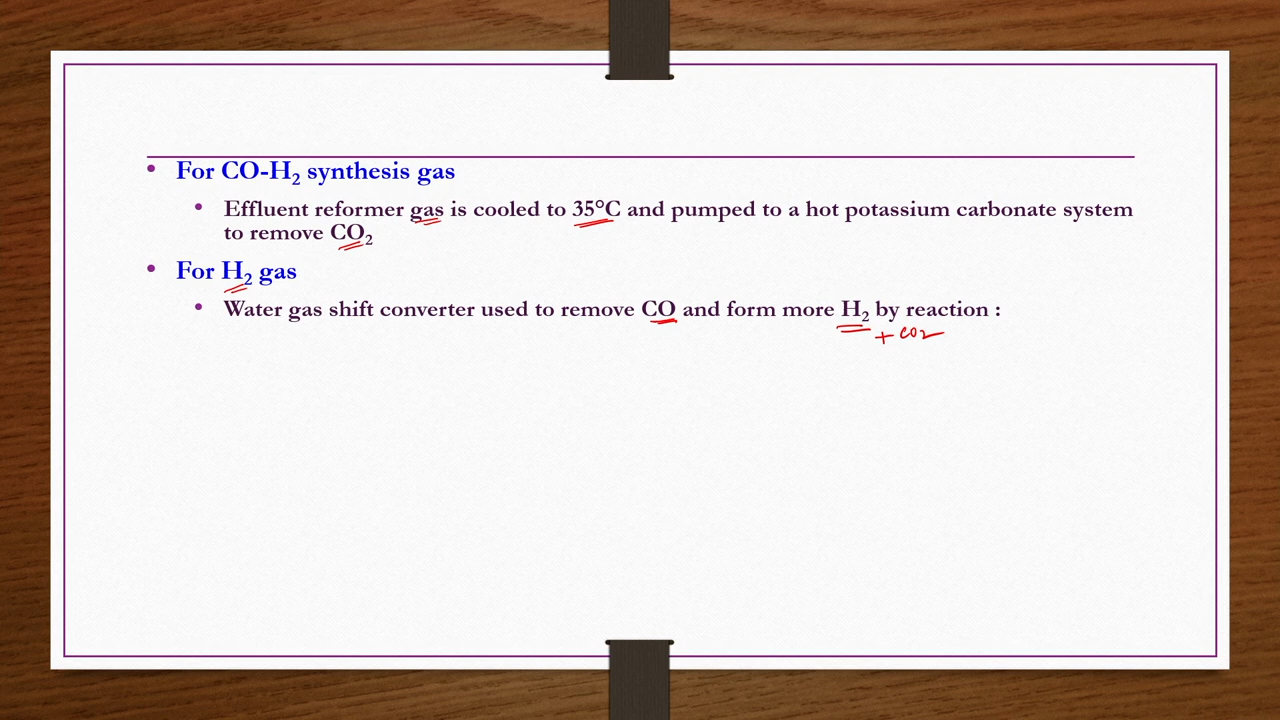 • For CO-H₂ synthesis gas
• Effluent reformer gas is cooled to 35°C and pumped to a hot potassium carbonate system
to remove CO₂
• For H₂ gas
• Water gas shift converter used to remove CO and form more H₂ by reaction :
+ CO₂